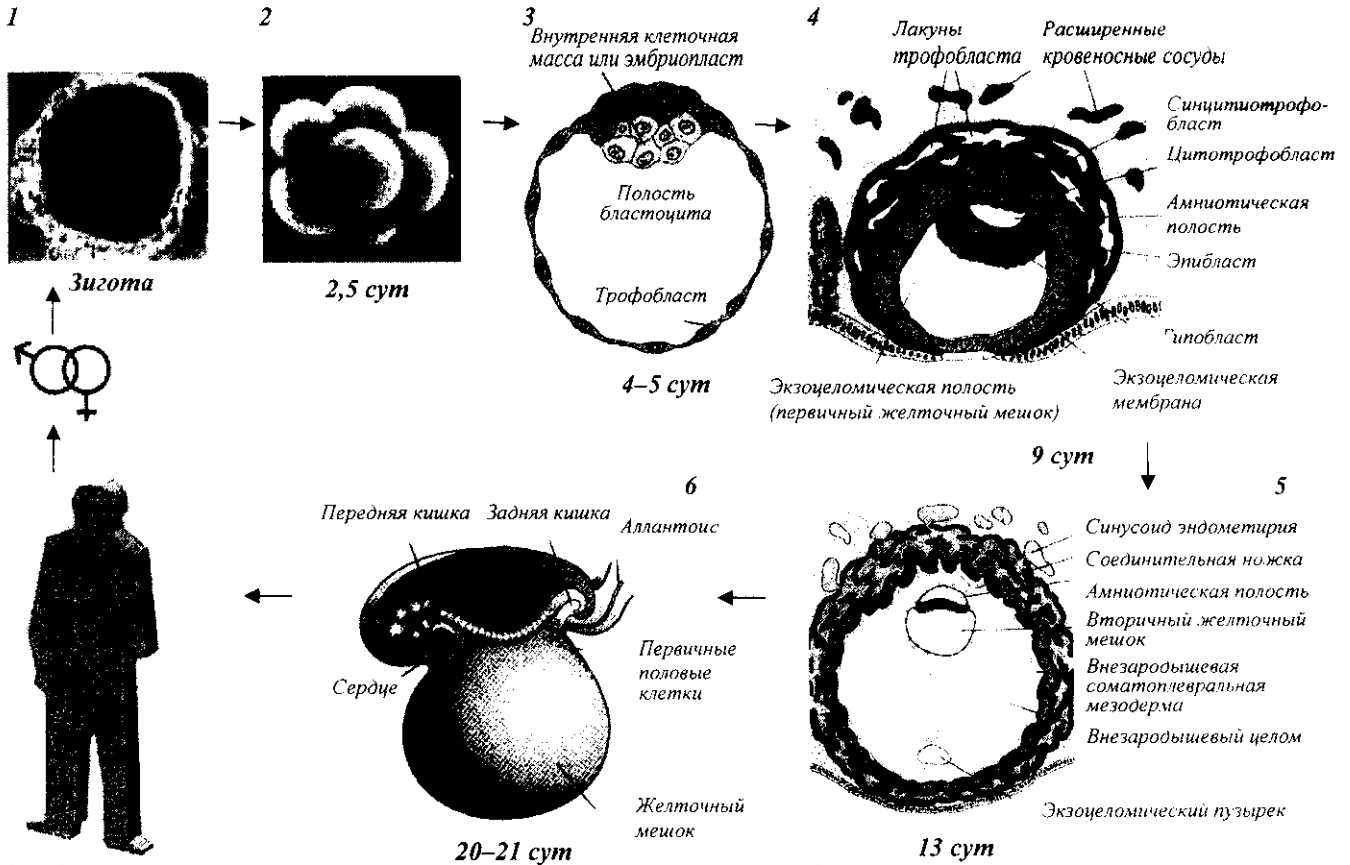 1
2
3
4
Внутренняя клеточная
масса или эмбриопласт
Полость
бластоцита
Трофобласт
Лакуны
трофобласта
Расширенные
кровеносные сосуды
Синцитиотрофо-
бласт
Цитотрофобласт
Амниотическая
полость
Эпибласт
Гипобласт
Экзоцеломическая
мембрана
Экзоцеломическая полость
(первичный желточный мешок)
Зигота
2,5 сут
4–5 сут
9 сут
6
5
Передняя кишка
Задняя кишка
Аллантоис
Сердце
Первичные
половые
клетки
Желточный
мешок
20–21 сут
Синусоид эндометирия
Соединительная ножка
Амниотическая полость
Вторичный желточный
мешок
Внезародышевая
соматоплевральная
мезодерма
Внезародышевый целом
Экзоцеломический пузырек
13 сут